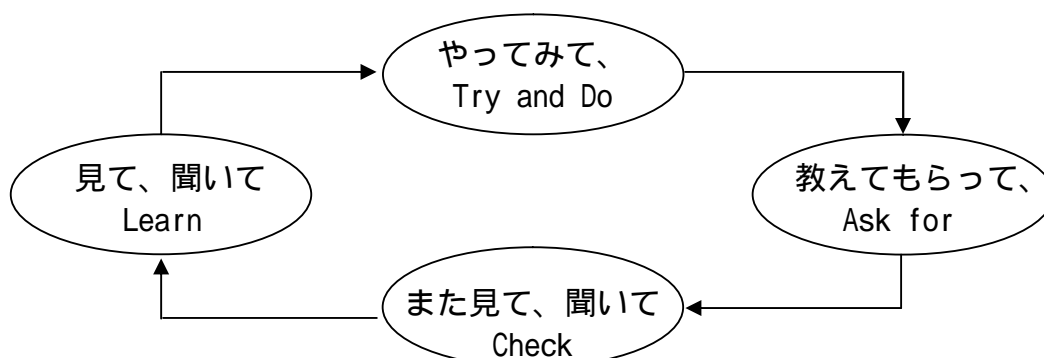 やってみて、
Try and Do
見て、聞いて
Learn
教えてもらって、
Ask for
また見て、聞いて
Check